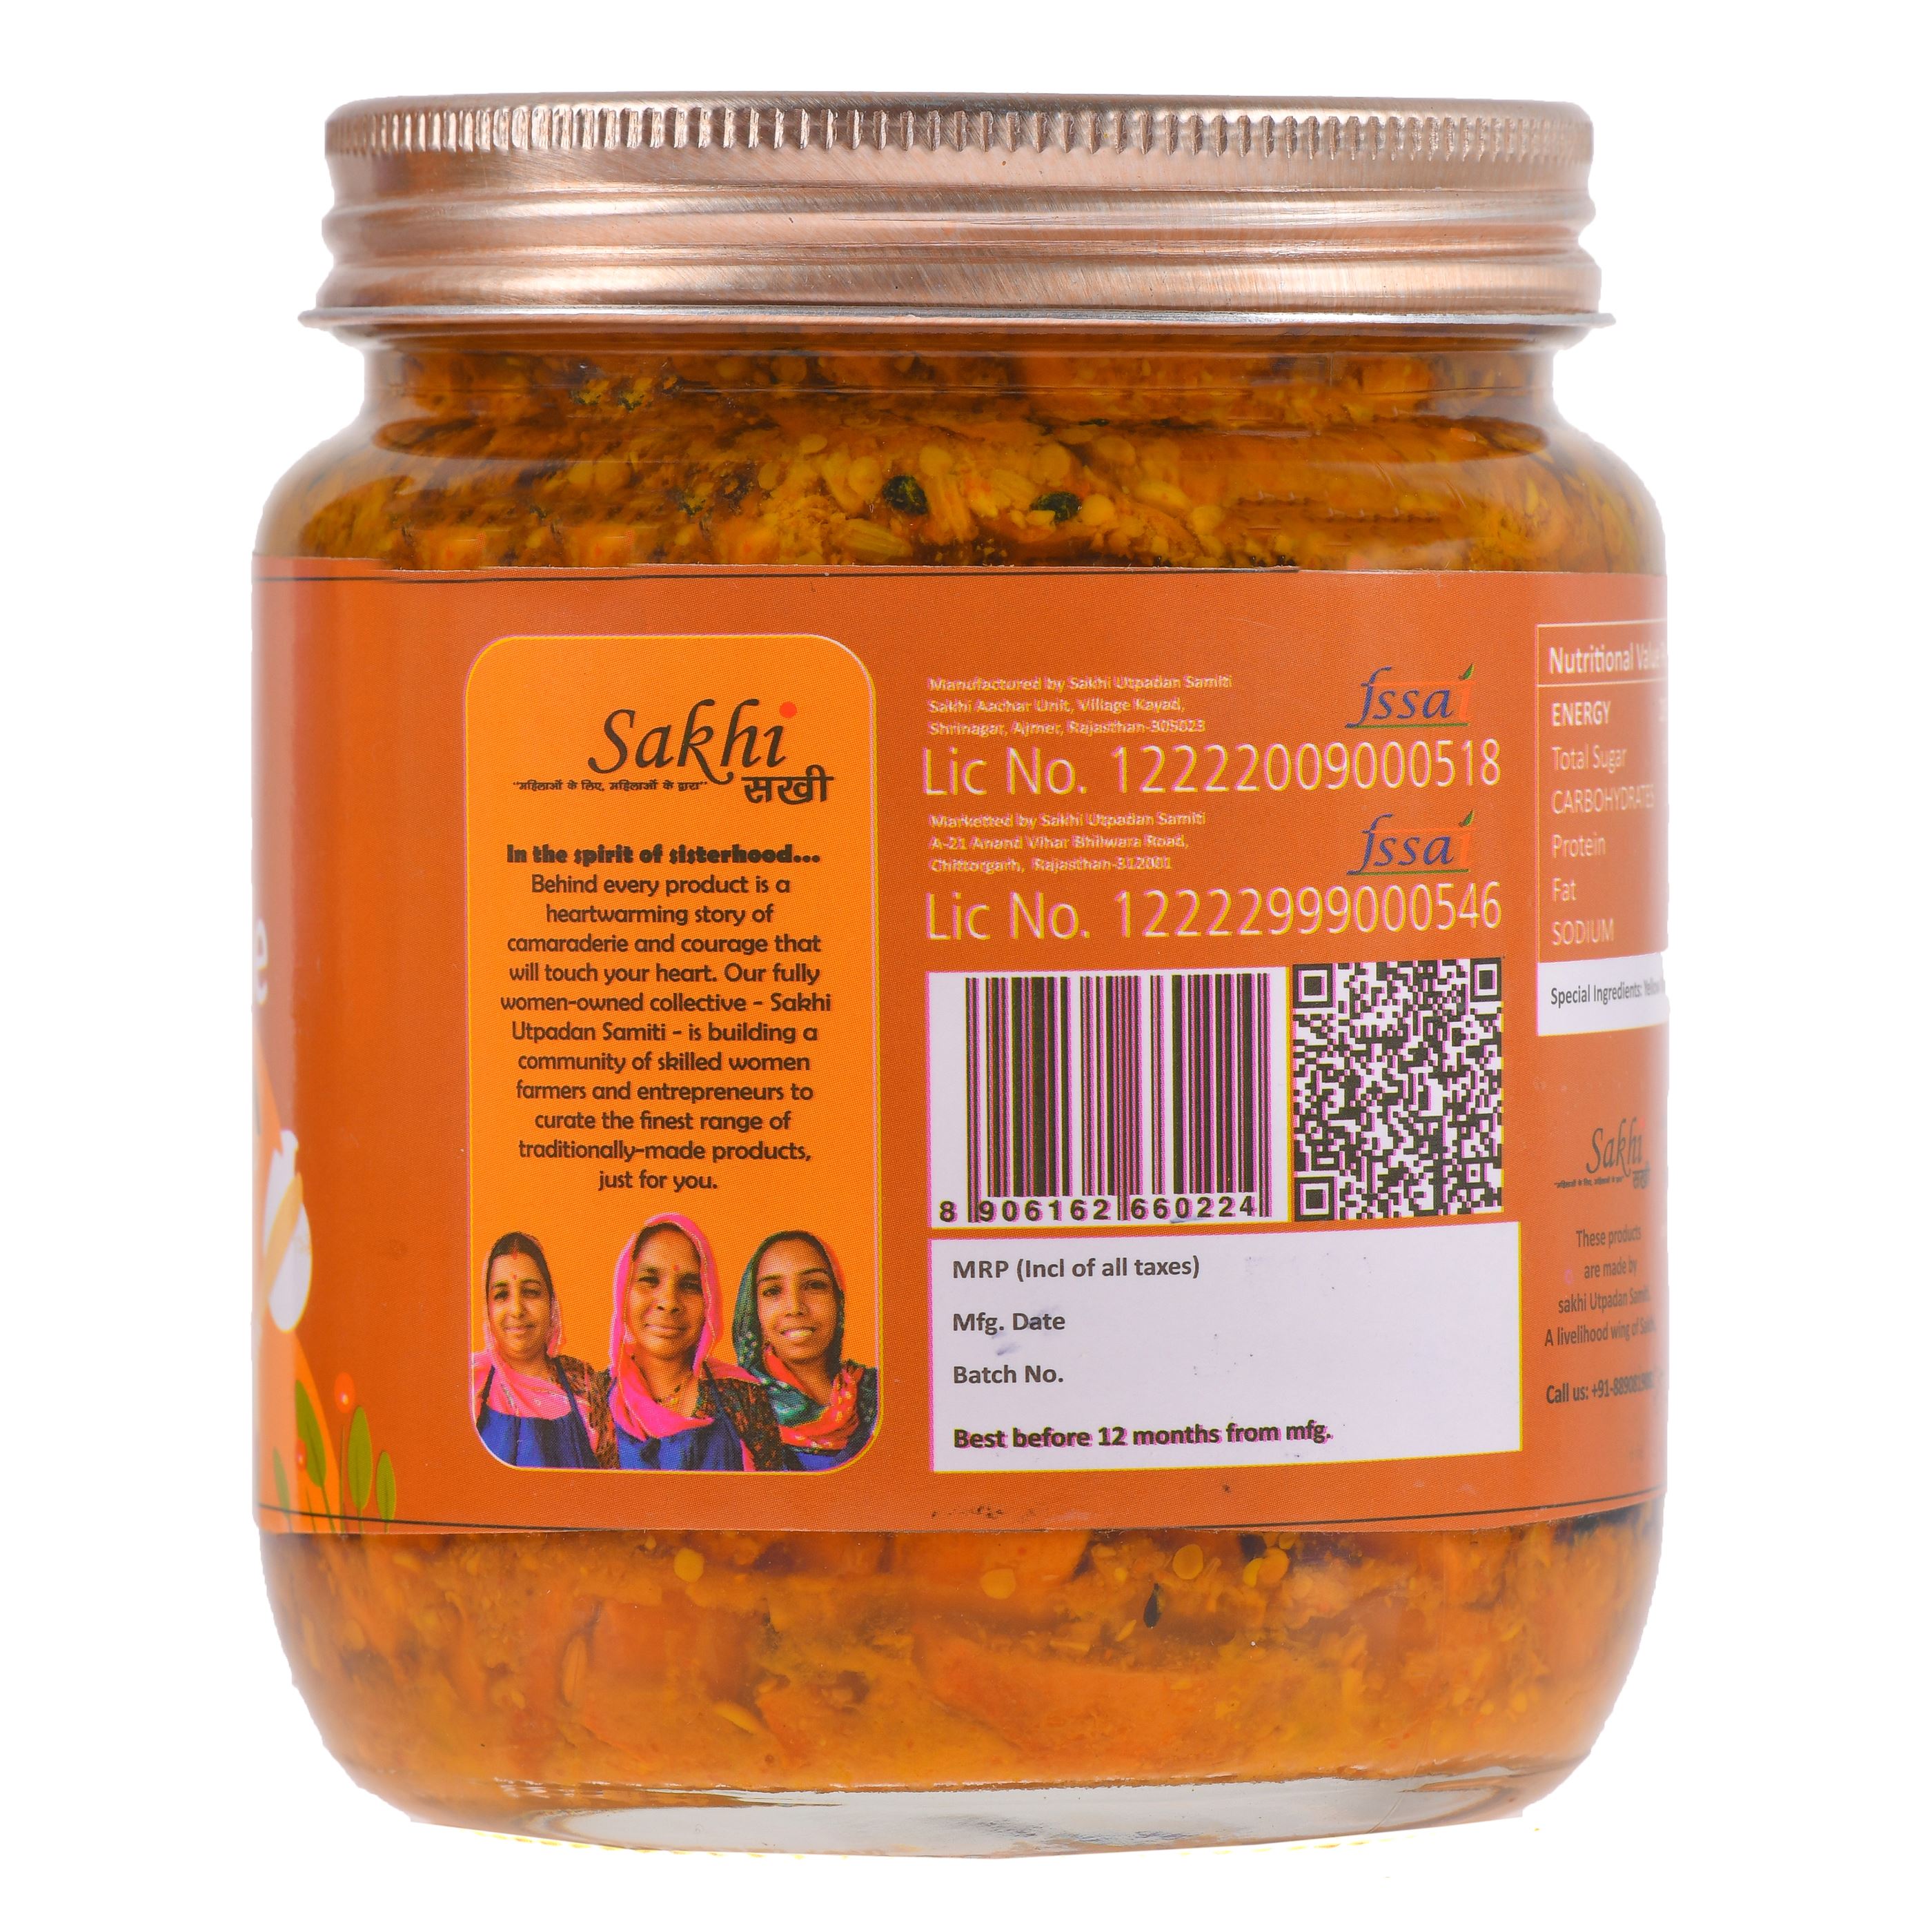 e
Sakhi
"महिलाओं के लिए, महिलाओं के द्वारा"
सखी
In the spirit of sisterhood...
Behind every product is a
heartwarming story of
camaraderie and courage that
will touch your heart. Our fully
women-owned collective - Sakhi
Utpadan Samiti - is building a
community of skilled women
farmers and entrepreneurs to
curate the finest range of
traditionally-made products,
just for you.
Manufactured by Sakhi Utpadan Samiti
Sakhi Aachar Unit, Village Kayad,
Shrinagar, Ajmer, Rajasthan-305023
fssai
Lic No. 12222009000518
Marketted by Sakhi Utpadan Samiti
A-21 Anand Vihar Bhilwara Road,
Chittorgarh, Rajasthan-312001
fssai
Lic No. 12222999000546
8 906162 660224
MRP (Incl of all taxes)
Mfg. Date
Batch No.
Best before 12 months from mfg.
Nutritional
ENERGY
Total Sugar
CARBOHYDRATES
Protein
Fat
SODIUM
Special Ingredients:
Sakhi
सखी
These products
are made by
sakhi Utpadan
A livelihood wing of
Call us: